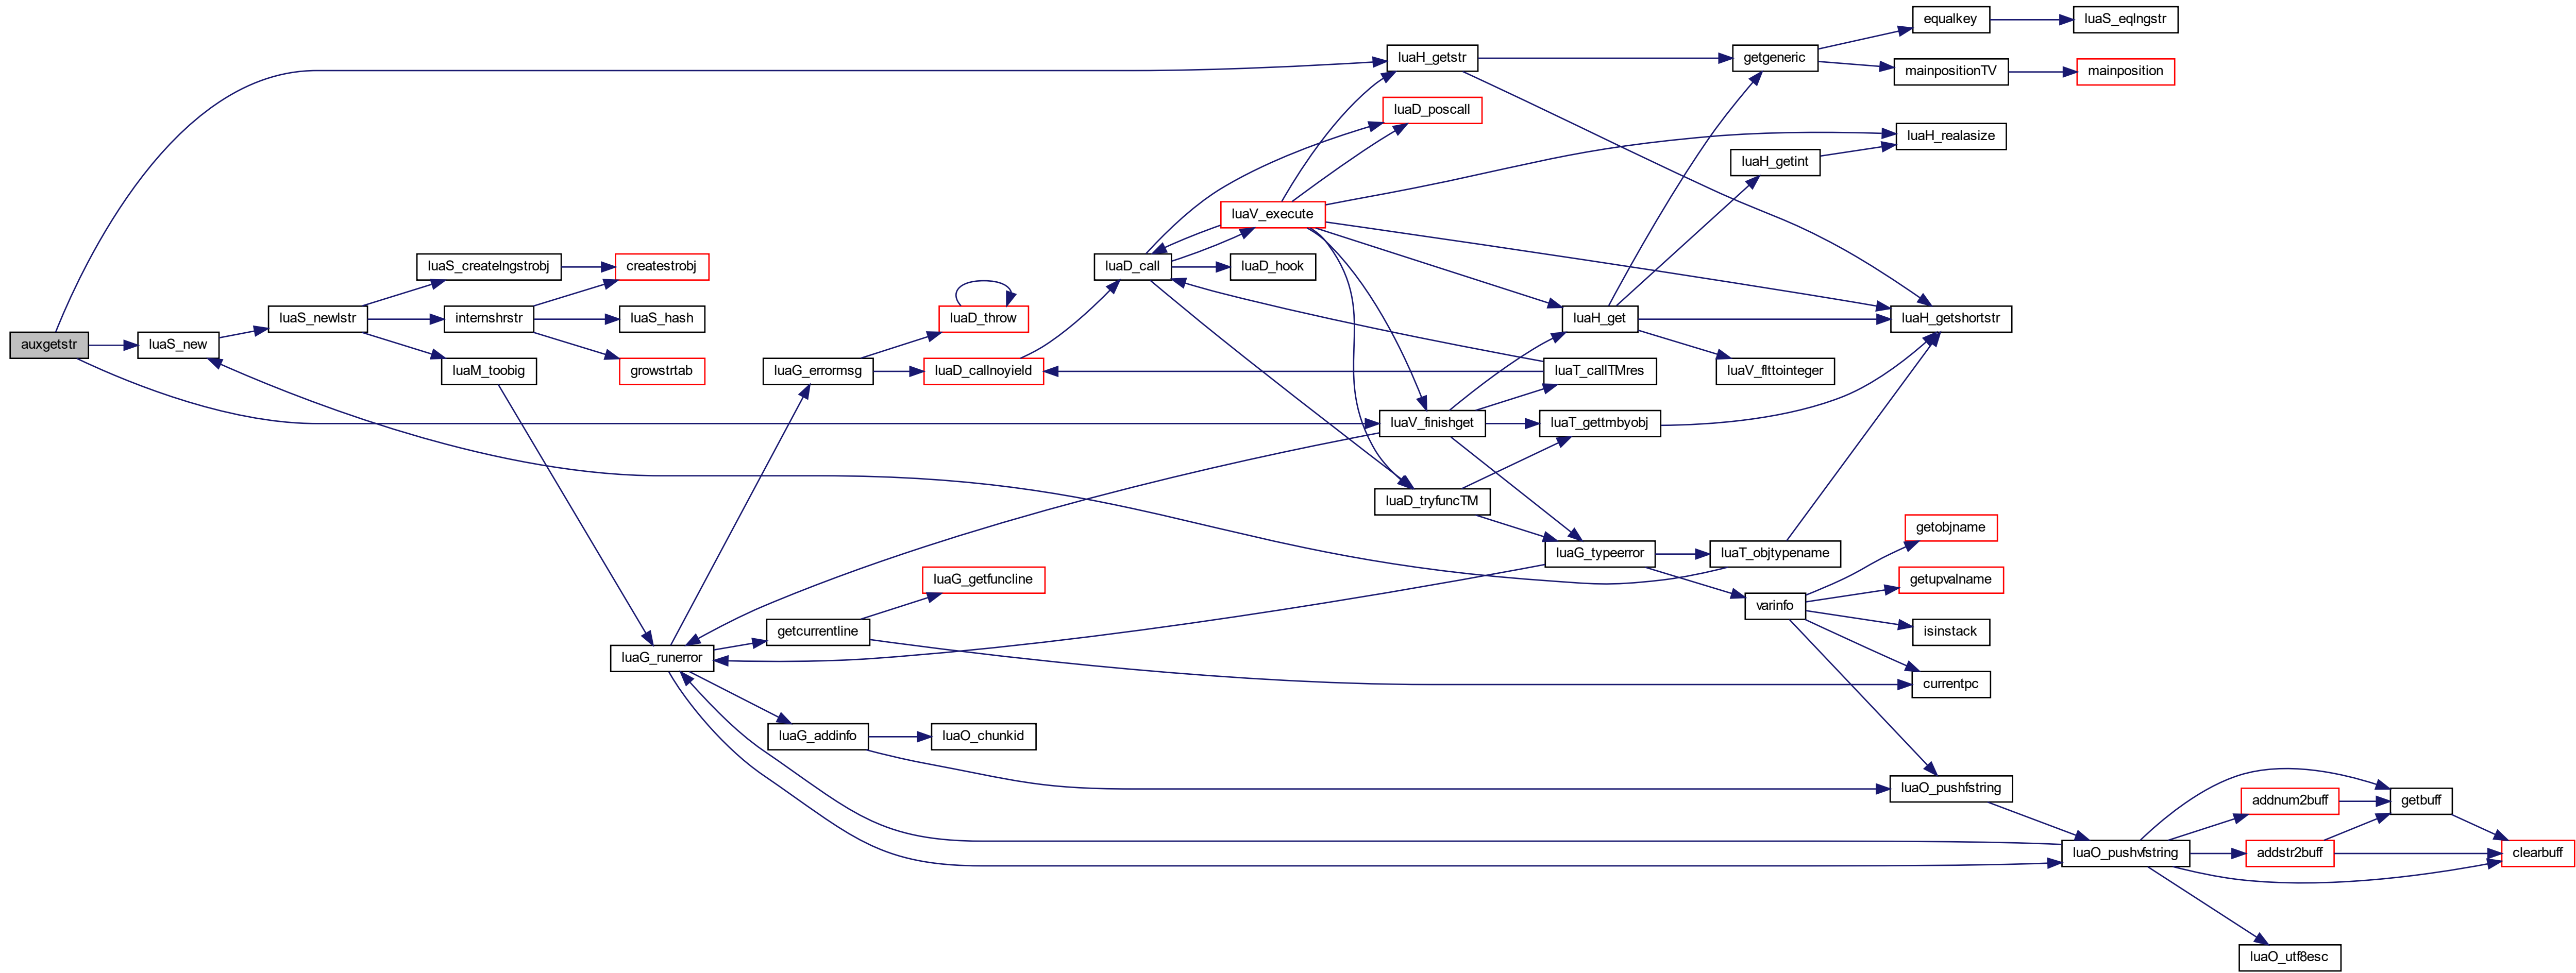 equalkey
luaS_eqlngstr
luaH_getstr
getgeneric
mainpositionTV
mainposition
luaD_poscall
luaH_realasize
luaH_getint
luaV_execute
luaS_createlngstrobj
createstrobj
luaD_call
luaD_hook
luaS_newlstr
internshrstr
luaS_hash
luaD_throw
luaH_get
luaH_getshortstr
auxgetstr
luaS_new
luaM_toobig
growstrtab
luaG_errormsg
luaD_callnoyield
luaT_callTMres
luaV_flttointeger
luaV_finishget
luaT_gettmbyobj
luaD_tryfuncTM
getobjname
luaG_typeerror
luaT_objtypename
luaG_getfuncline
getupvalname
varinfo
getcurrentline
isinstack
luaG_runerror
currentpc
luaG_addinfo
luaO_chunkid
luaO_pushfstring
addnum2buff
getbuff
luaO_pushvfstring
addstr2buff
clearbuff
luaO_utf8esc